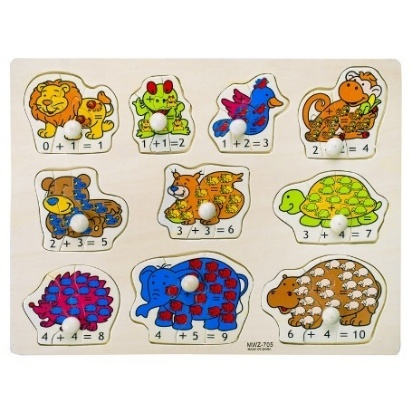 0 + 1 = 1
1 + 1 = 2
1 + 2 = 3
2 + 2 = 4
2 + 3 = 5
3 + 3 = 6
3 + 4 = 7
4 + 4 = 8
4 + 5 = 9
6 + 4 = 10
MWZ-705